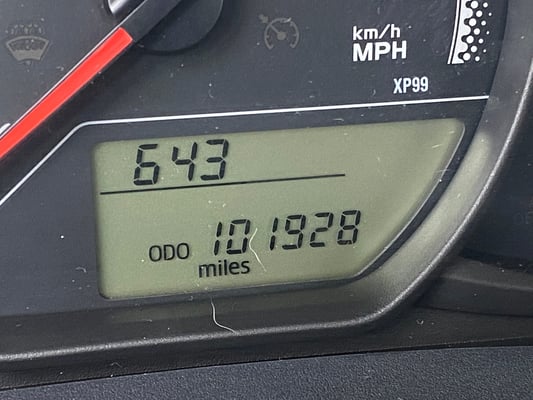 km/h
MPH
XP99
643
ODO 101928
miles